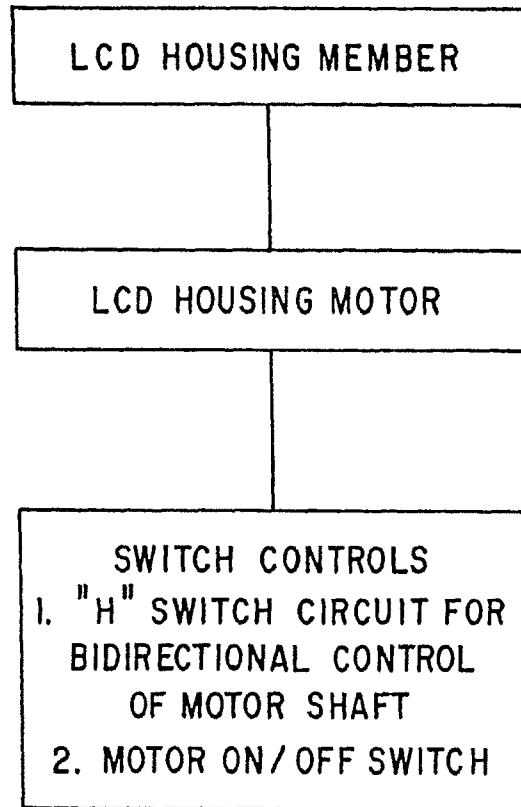 LCD HOUSING MEMBER
LCD HOUSING MOTOR
SWITCH CONTROLS
1. "H" SWITCH CIRCUIT FOR
BIDIRECTIONAL CONTROL
OF MOTOR SHAFT
2. MOTOR ON/OFF SWITCH